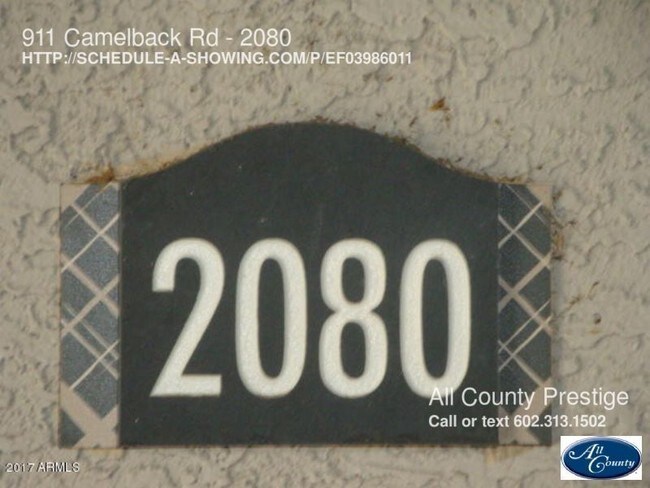 911 Camelback Rd - 2080
HTTP://SCHEDULE-A-SHOWING.COM/P/EF03986011
2080
All County Prestige
Call or text 602.313.1502
All
County
2017 ARMLS